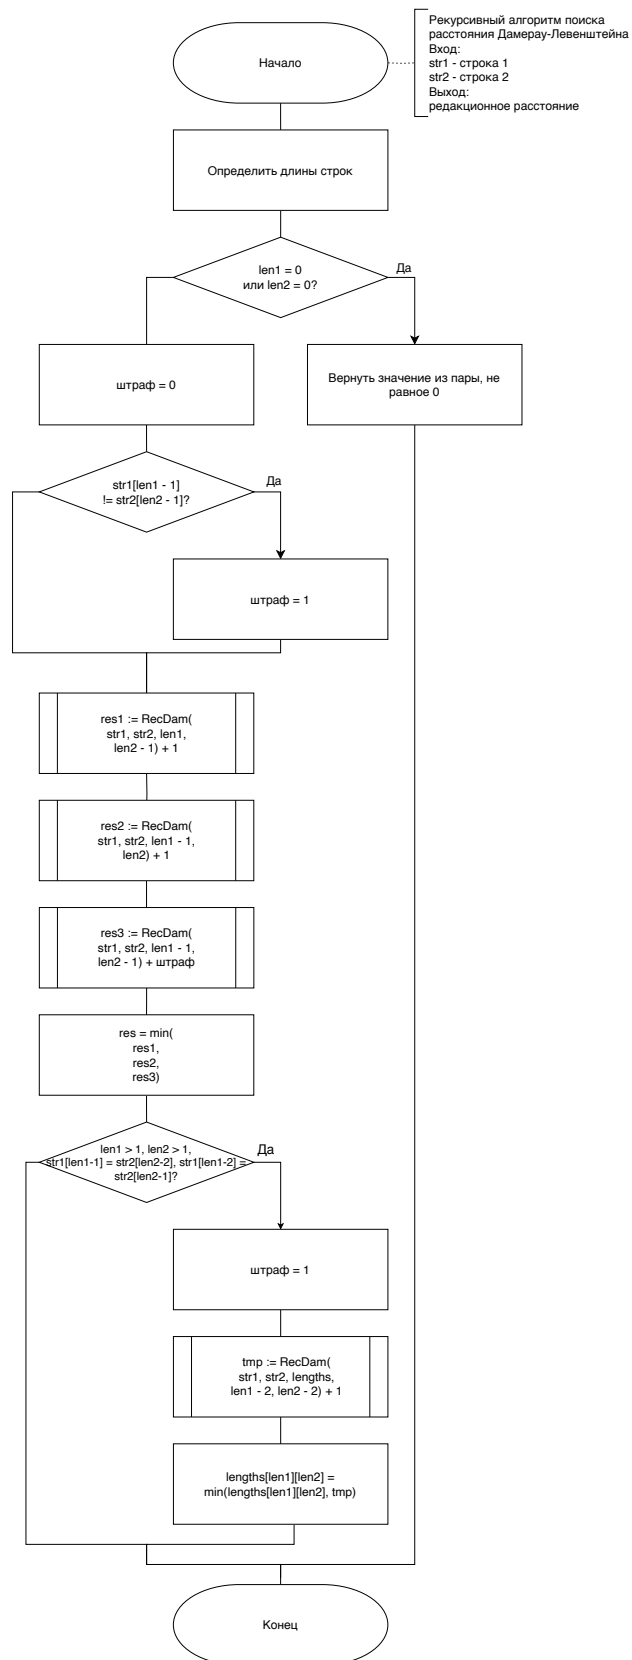 Рекурсивный алгоритм поиска
расстояния Дамерау-Левенштейна
Вход:
str1 - строка 1
str2 - строка 2
Выход:
редакционное расстояние
Начало
Определить длины строк
len1 = 0
или len2 = 0?
Да
штраф = 0
Вернуть значение из пары, не
равное 0
str1[len1 - 1]
!= str2[len2 - 1]?
Да
штраф = 1
res1 := RecDam(
str1, str2, len1,
len2 - 1) + 1
res2 := RecDam(
str1, str2, len1 - 1,
len2) + 1
res3 := RecDam(
str1, str2, len1 - 1,
len2 - 1) + штраф
res = min(
res1,
res2,
res3)
len1 > 1, len2 > 1,
str1[len1-1] = str2[len2-2], str1[len1-2] =
str2[len2-1]?
Да
штраф = 1
tmp := RecDam(
str1, str2, lengths,
len1 - 2, len2 - 2) + 1
lengths[len1][len2] =
min(lengths[len1][len2], tmp)
Конец